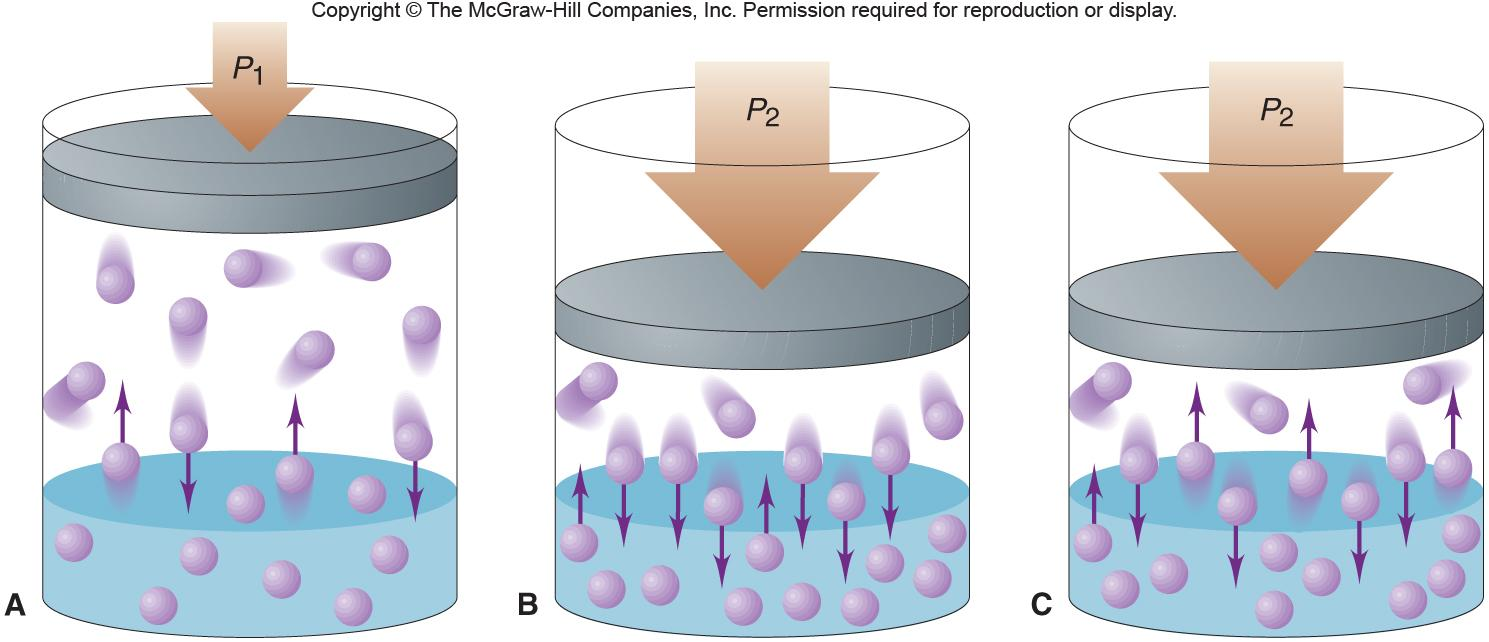 Copyright © The McGraw-Hill Companies, Inc. Permission required for reproduction or display.
P1
P2
P2
A
B
C